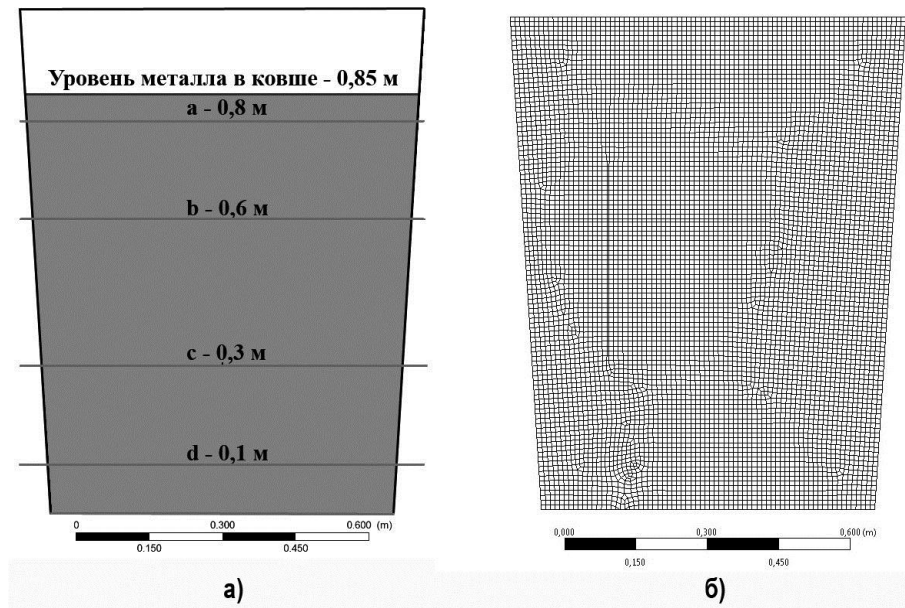 Уровень металла в ковше - 0,85 м
a - 0,8 м
b - 0,6 м
c - 0,3 м
d - 0,1 м
0 0.300 0.600 (m)
0.150 0.450
а)
0,000 0,300 0,600 (m)
0,150 0,450
б)